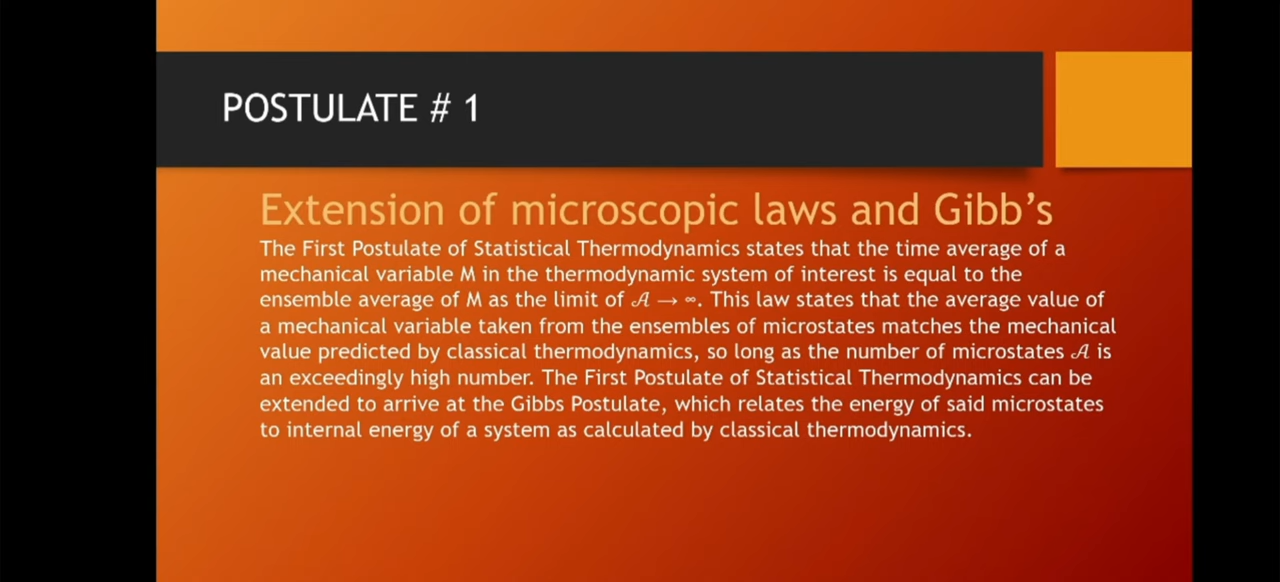 POSTULATE # 1
Extension of microscopic laws and Gibb’s
The First Postulate of Statistical Thermodynamics states that the time average of a
mechanical variable M in the thermodynamic system of interest is equal to the
ensemble average of M as the limit of 𝒜 → ∞. This law states that the average value of
a mechanical variable taken from the ensembles of microstates matches the mechanical
value predicted by classical thermodynamics, so long as the number of microstates 𝒜 is
an exceedingly high number. The First Postulate of Statistical Thermodynamics can be
extended to arrive at the Gibbs Postulate, which relates the energy of said microstates
to internal energy of a system as calculated by classical thermodynamics.